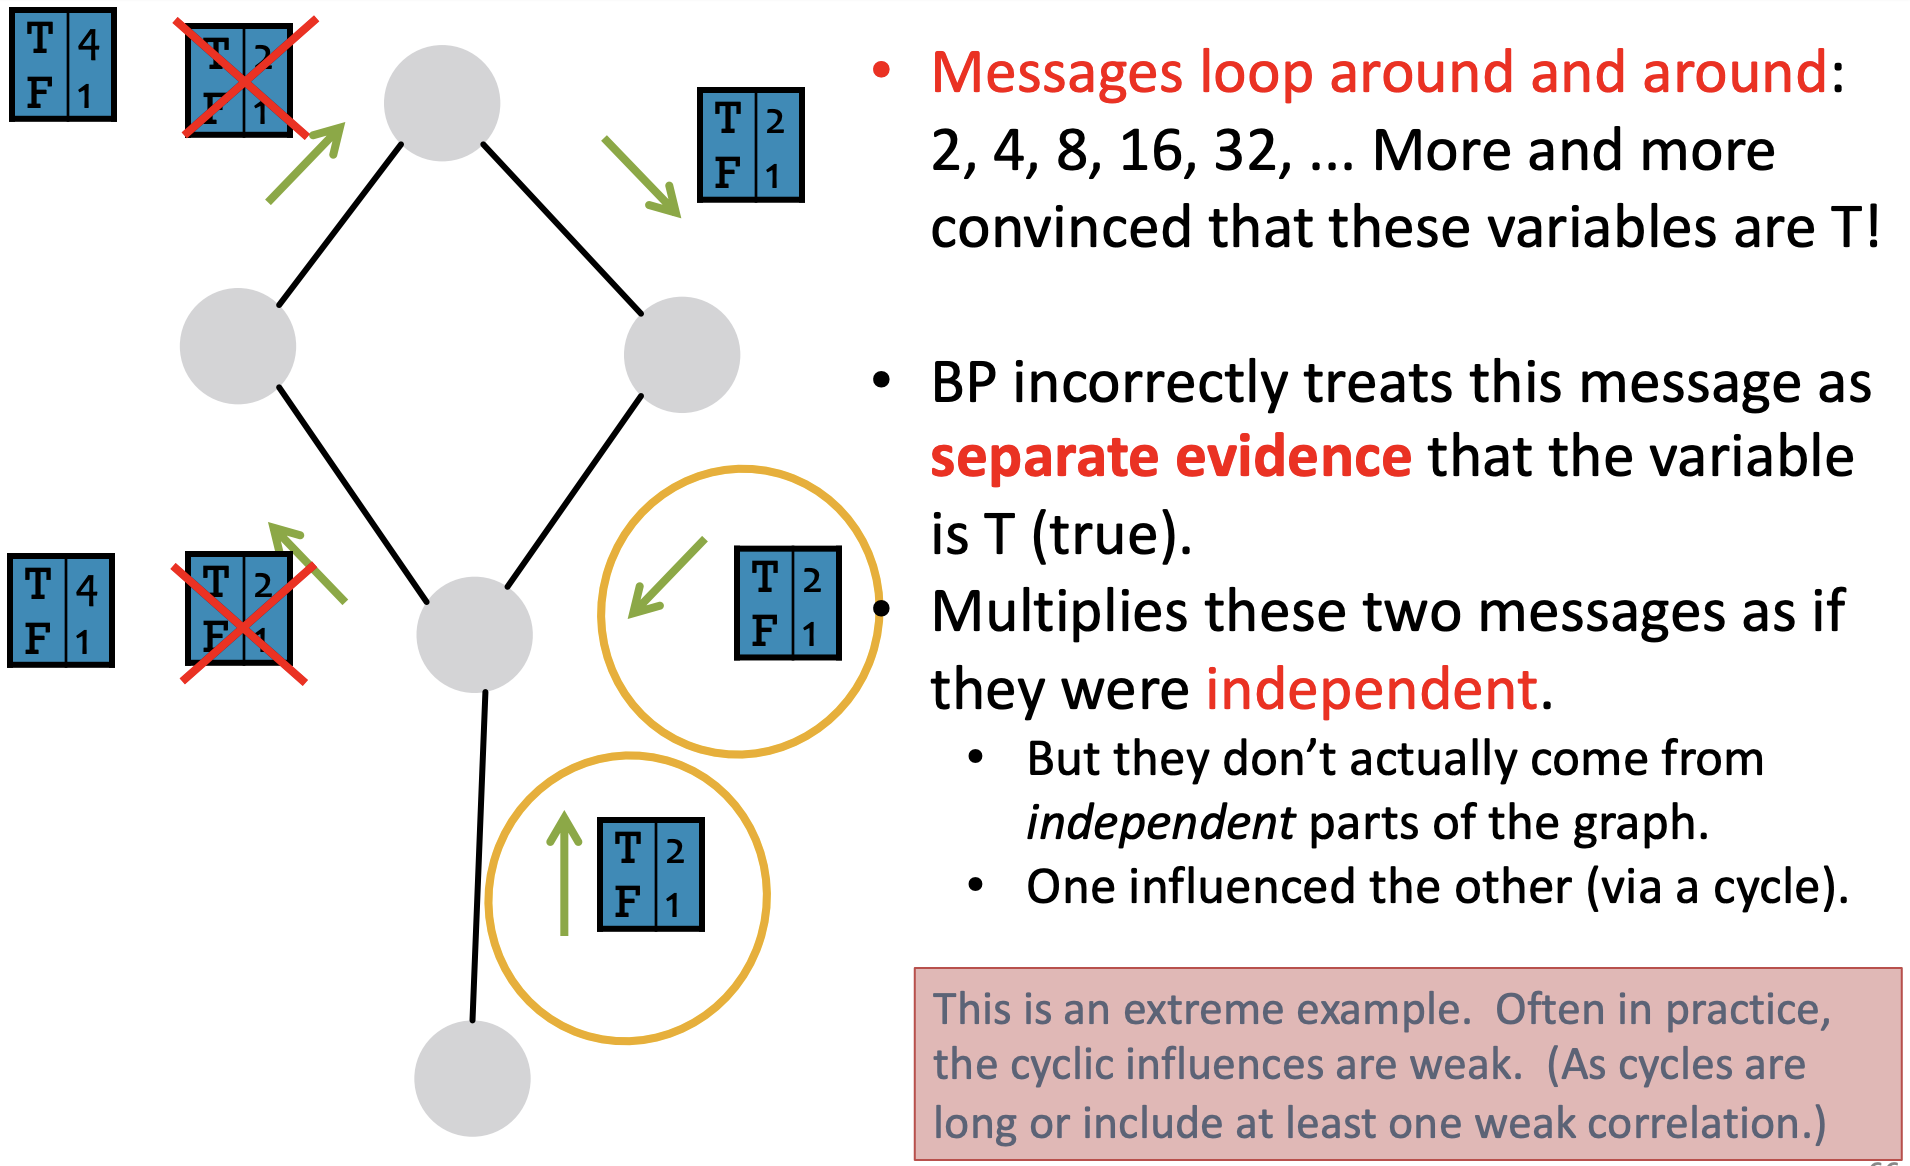 T 4
F 1
T 2
F 1
T 2
F 1
T 4
F 1
T 2
F 1
T 2
F 1
T 2
F 1
• Messages loop around and around:
2, 4, 8, 16, 32, ... More and more
convinced that these variables are T!
• BP incorrectly treats this message as
separate evidence that the variable
is T (true).
• Multiplies these two messages as if
they were independent.
• But they don’t actually come from
independent parts of the graph.
• One influenced the other (via a cycle).
This is an extreme example. Often in practice,
the cyclic influences are weak. (As cycles are
long or include at least one weak correlation.)